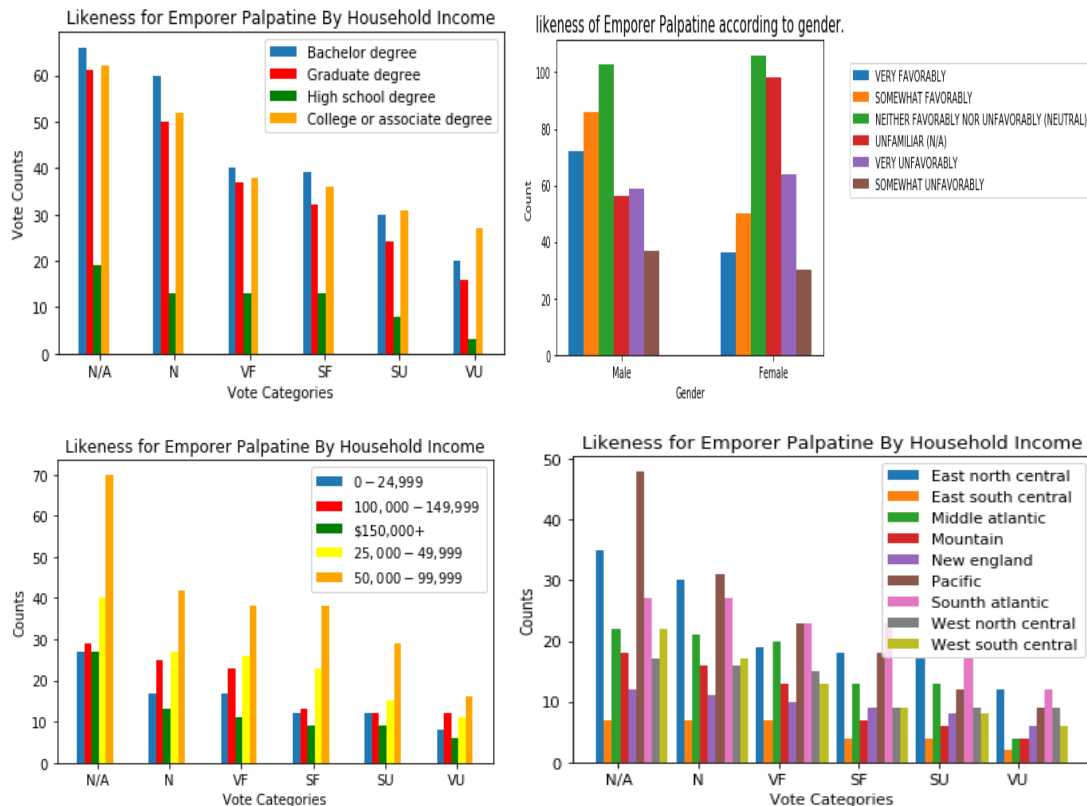 Likeness for Emporer Palpatine By Household Income
Bachelor degree
Graduate degree
High school degree
College or associate degree
Vote Counts
60
50
40
30
20
10
0
N/A N VF SF SU VU
Vote Categories
likeness of Emporer Palpatine according to gender.
VERY FAVORABLY
SOMEWHAT FAVORABLY
NEITHER FAVORABLY NOR UNFAVORABLY (NEUTRAL)
UNFAMILIAR (N/A)
VERY UNFAVORABLY
SOMEWHAT UNFAVORABLY
Count
100
80
60
40
20
0
Male Female
Gender
Likeness for Emporer Palpatine By Household Income
0 − 24,999
100,000 − 149,999
$150,000+
25,000 − 49,999
50,000 − 99,999
Counts
70
60
50
40
30
20
10
0
N/A N VF SF SU VU
Vote Categories
Likeness for Emporer Palpatine By Household Income
East north central
East south central
Middle atlantic
Mountain
New england
Pacific
Sounth atlantic
West north central
West south central
Counts
50
40
30
20
10
0
N/A N VF SF SU VU
Vote Categories